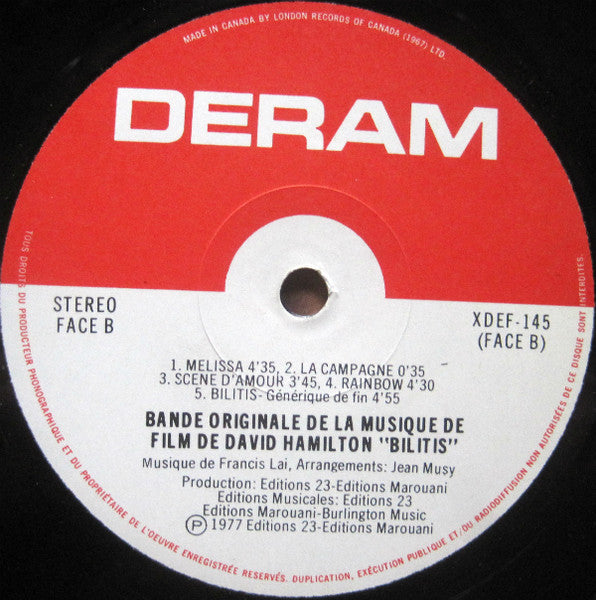 MADE IN CANADA BY LONDON RECORDS OF CANADA (1967) LTD.
DERAM
STEREO
FACE B
XDEF-145
(FACE B)
1. MELISSA 4'35, 2. LA CAMPAGNE 0'35
3. SCENE D'AMOUR 3'45, 4. RAINBOW 4'30
5. BILITIS- Générique de fin 4'55
BANDE ORIGINALE DE LA MUSIQUE DE
FILM DE DAVID HAMILTON "BILITIS"
Musique de Francis Lai, Arrangements: Jean Musy
Production: Editions 23-Editions Marouani
Editions Musicales: Editions 23
Editions Marouani-Burlington Music
Ⓟ 1977 Editions 23-Editions Marouani
TOUS DROITS DU PRODUCTEUR PHONOGRAPHIQUE ET DU PROPRIÉTAIRE DE L'OEUVRE ENREGISTRÉE RESERVÉS. DUPLICATION, EXÉCUTION PUBLIQUE ET/OU RADIODIFFUSION NON AUTORISÉES DE CE DISQUE SONT INTERDITES.